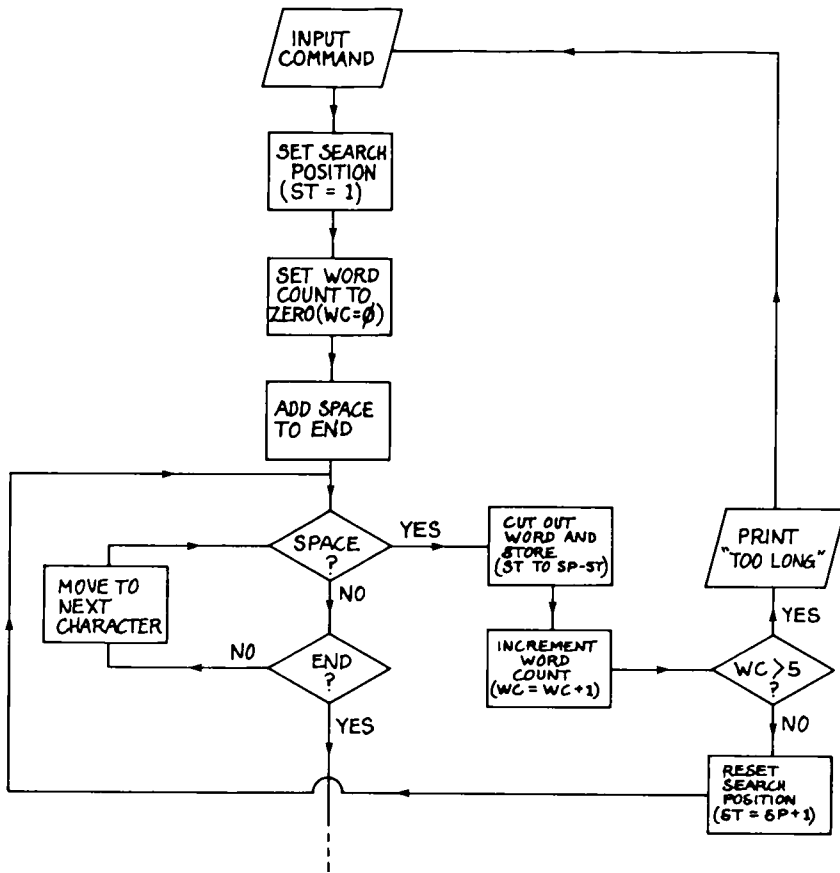 INPUT
COMMAND
SET SEARCH
POSITION
(ST = 1)
SET WORD
COUNT TO
ZERO(WC=Ø)
ADD SPACE
TO END
SPACE
?
YES
NO
MOVE TO
NEXT
CHARACTER
END
?
NO
YES
CUT OUT
WORD AND
STORE
(ST TO SP-ST)
INCREMENT
WORD
COUNT
(WC = WC+1)
PRINT
"TOO LONG"
YES
WC>5
?
NO
RESET
SEARCH
POSITION
(ST = SP+1)